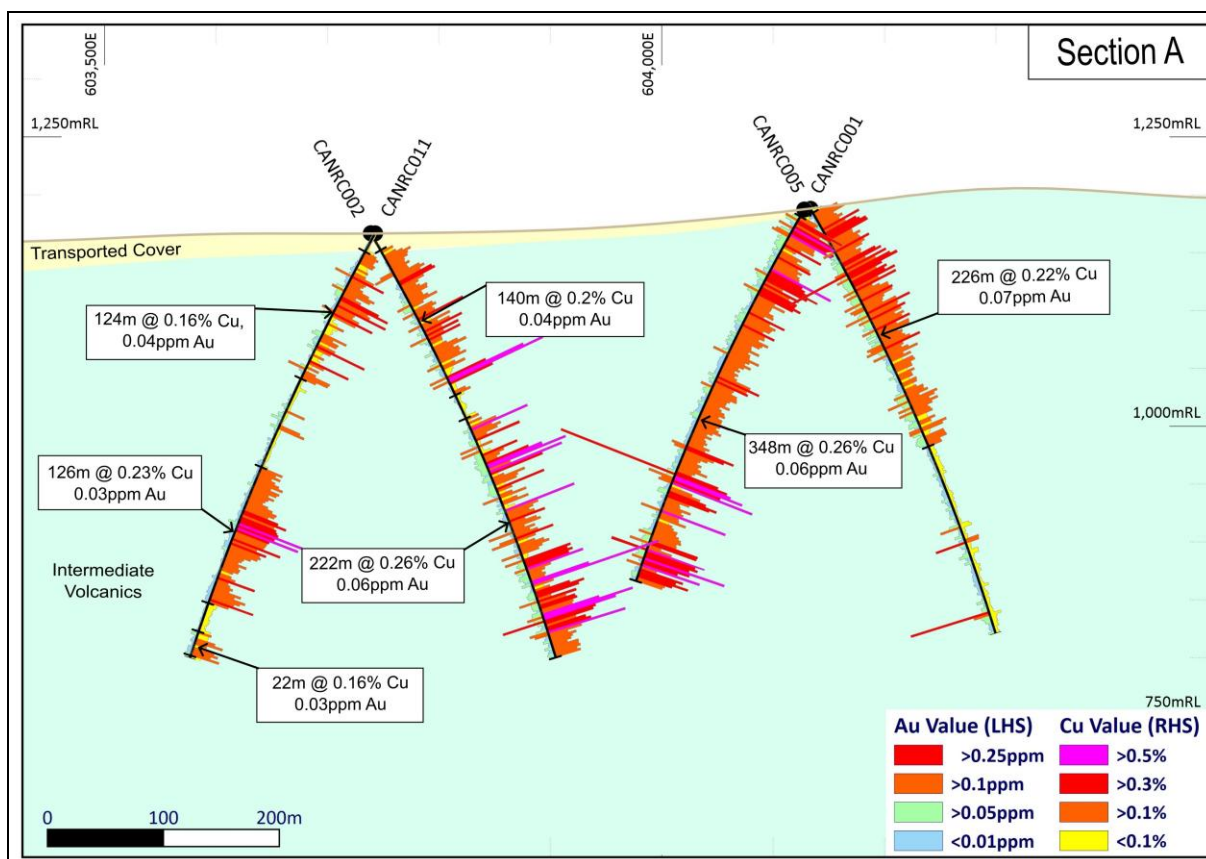 603,500E
604,000E
Section A
1,250mRL
1,250mRL
CANRC002
CANRC011
CANRC005
CANRC001
Transported Cover
124m @ 0.16% Cu,
0.04ppm Au
140m @ 0.2% Cu
0.04ppm Au
226m @ 0.22% Cu
0.07ppm Au
1,000mRL
348m @ 0.26% Cu
0.06ppm Au
126m @ 0.23% Cu
0.03ppm Au
222m @ 0.26% Cu
0.06ppm Au
Intermediate
Volcanics
22m @ 0.16% Cu
0.03ppm Au
750mRL
Au Value (LHS) Cu Value (RHS)
>0.25ppm >0.5%
>0.1ppm >0.3%
>0.05ppm >0.1%
<0.01ppm <0.1%
0 100 200m